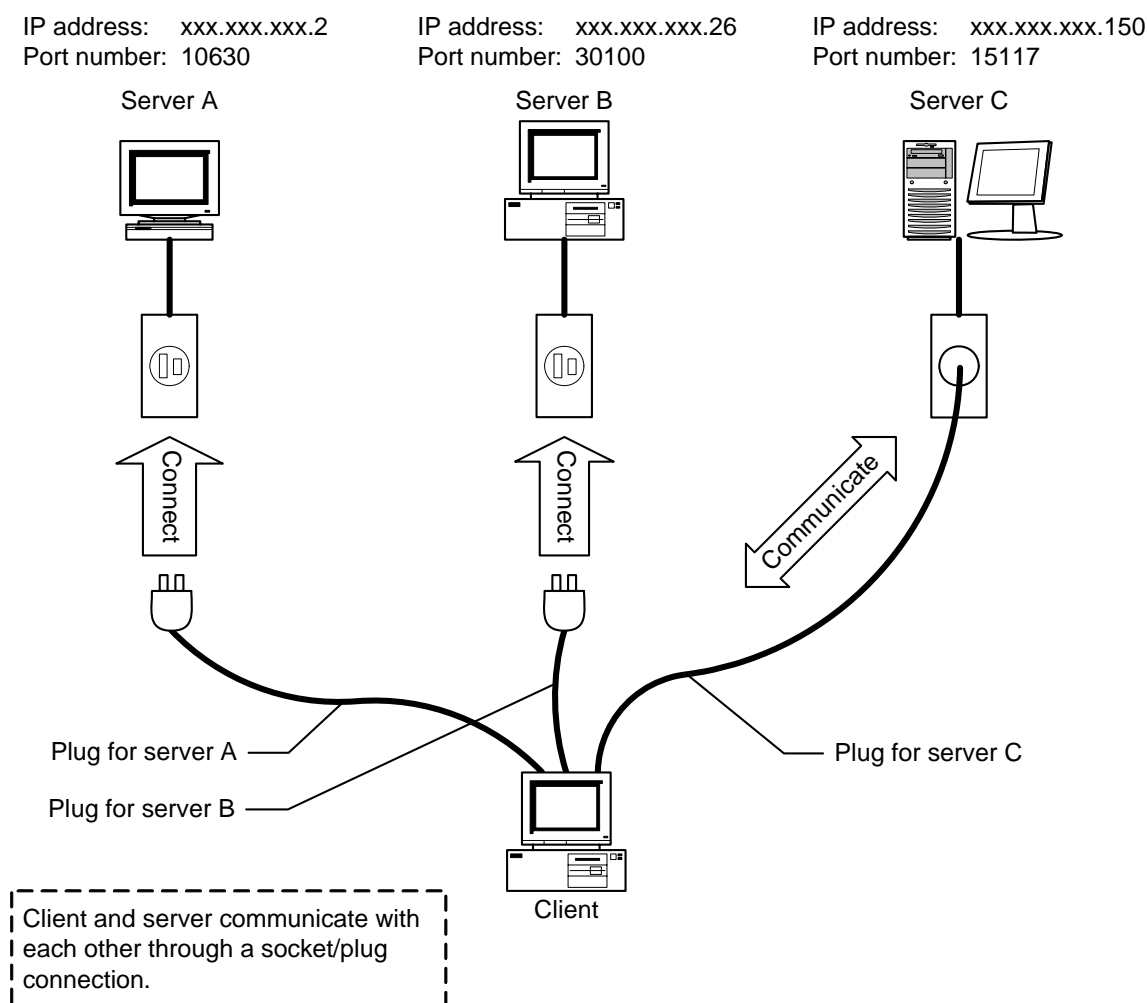 IP address: xxx.xxx.xxx.2
Port number: 10630
Server A
IP address: xxx.xxx.xxx.26
Port number: 30100
Server B
IP address: xxx.xxx.xxx.150
Port number: 15117
Server C
Connect
Connect
Communicate
Plug for server A
Plug for server B
Plug for server C
Client
Client and server communicate with
each other through a socket/plug
connection.